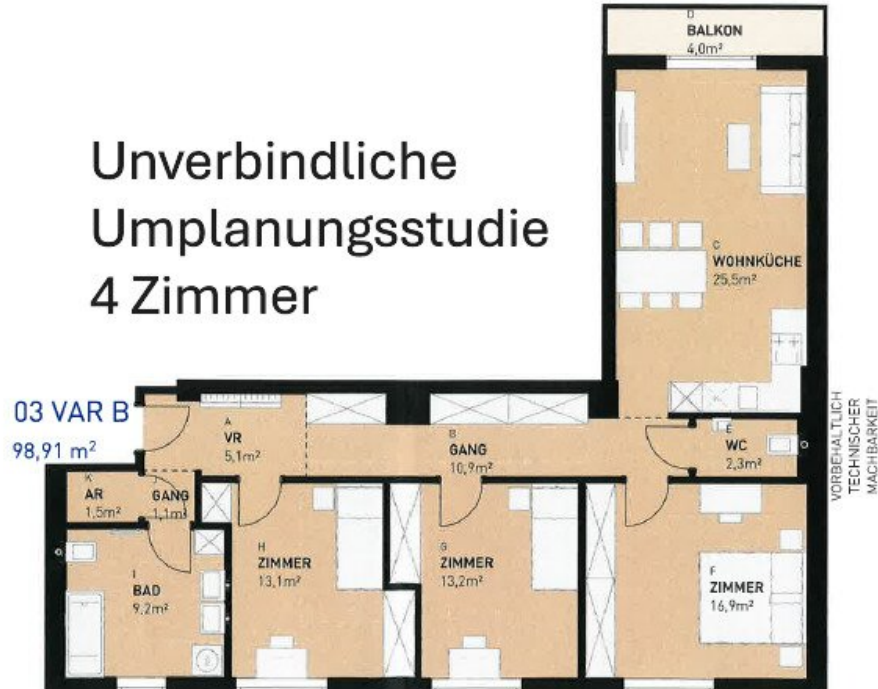 D
BALKON
4,0m²
Unverbindliche
Umplanungsstudie
4 Zimmer
C
WOHNKÜCHE
25,5m²
03 VAR B
98,91 m²
A
VR
5,1m²
B
GANG
10,9m²
E
WC
2,3m²
VORBEHALTLICH
TECHNISCHER
MACHBARKEIT
K
AR
1,5m²
J
GANG
1,1m²
H
ZIMMER
13,1m²
G
ZIMMER
13,2m²
F
ZIMMER
16,9m²
I
BAD
9,2m²